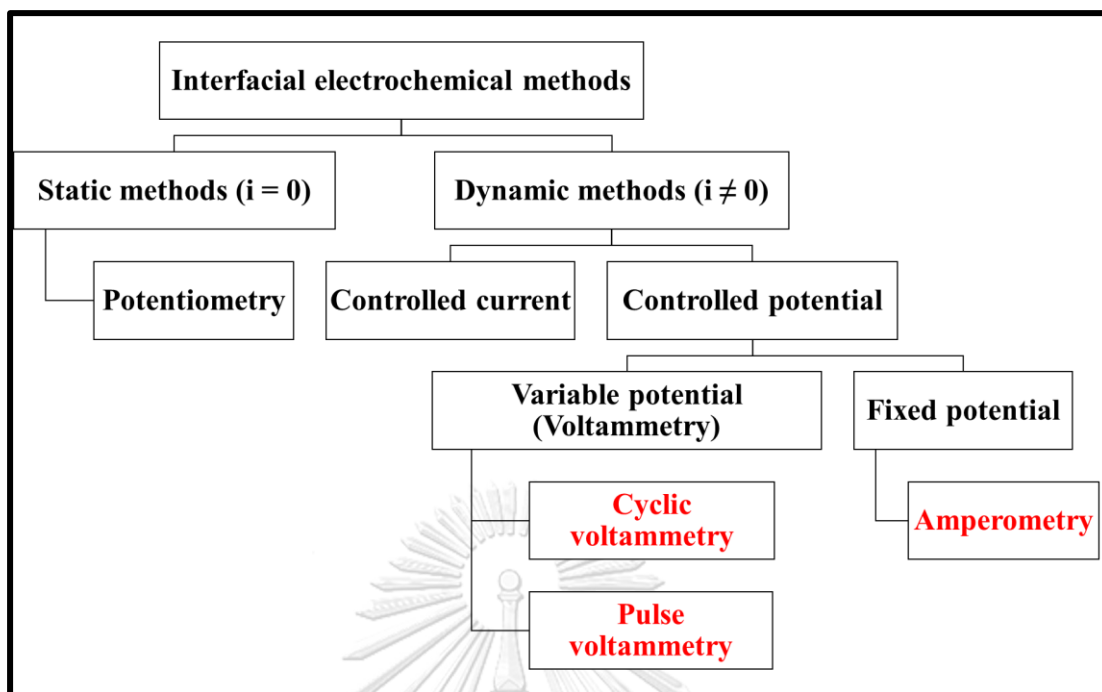 Interfacial electrochemical methods
Static methods (i = 0)
Dynamic methods (i ≠ 0)
Potentiometry
Controlled current
Controlled potential
Variable potential
(Voltammetry)
Fixed potential
Cyclic
voltammetry
Amperometry
Pulse
voltammetry